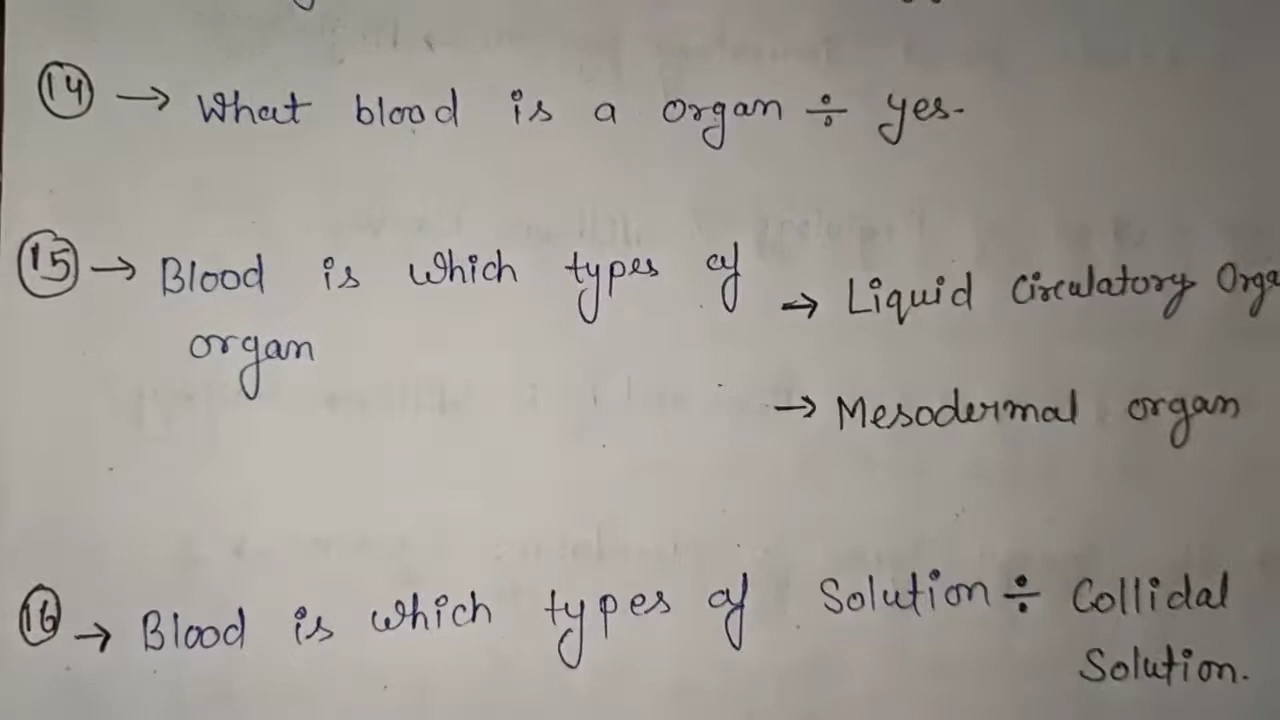 14 → What blood is a organ ÷ yes.
15 → Blood is which types of
organ
→ Liquid Circulatory Orga
→ Mesodermal organ
16 → Blood is which types of Solution ÷ Collidal
Solution.